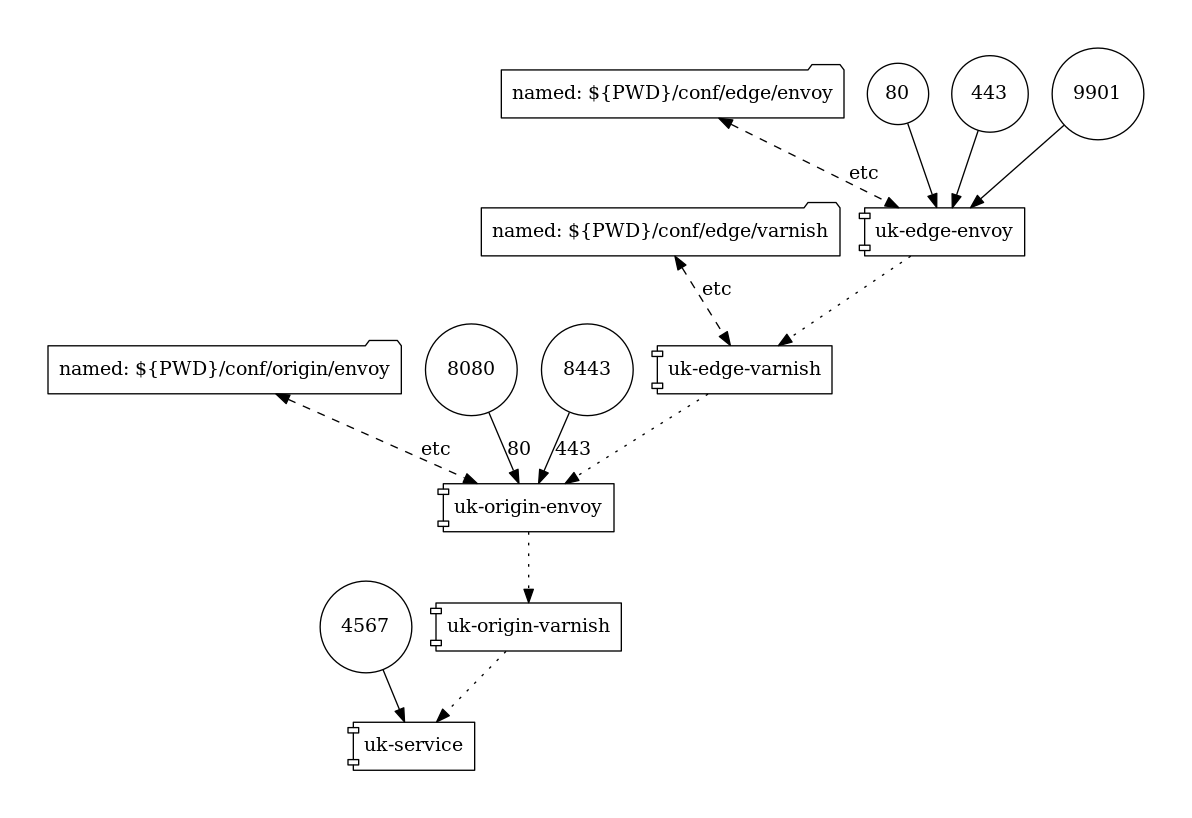 named: ${PWD}/conf/edge/envoy
80
443
9901
etc
named: ${PWD}/conf/edge/varnish
uk-edge-envoy
etc
named: ${PWD}/conf/origin/envoy
8080
8443
uk-edge-varnish
etc
80
443
uk-origin-envoy
4567
uk-origin-varnish
uk-service